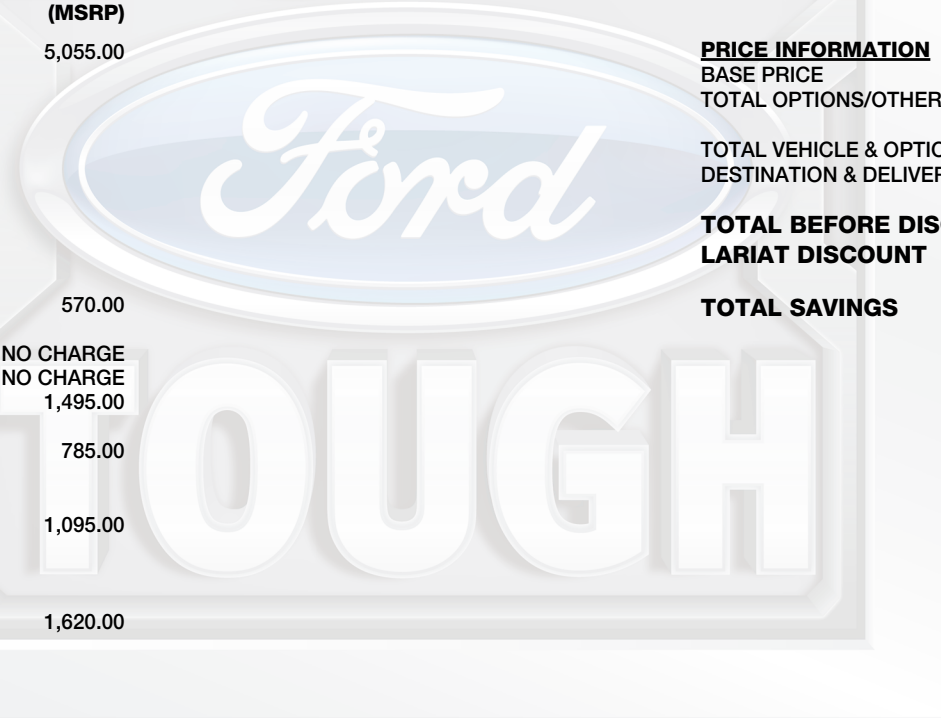 (MSRP)
5,055.00
570.00
NO CHARGE
NO CHARGE
1,495.00
785.00
1,095.00
1,620.00
PRICE INFORMATION
BASE PRICE
TOTAL OPTIONS/OTHER
TOTAL VEHICLE & OPTIO
DESTINATION & DELIVER
TOTAL BEFORE DIS
LARIAT DISCOUNT
TOTAL SAVINGS
Ford
TOUGH